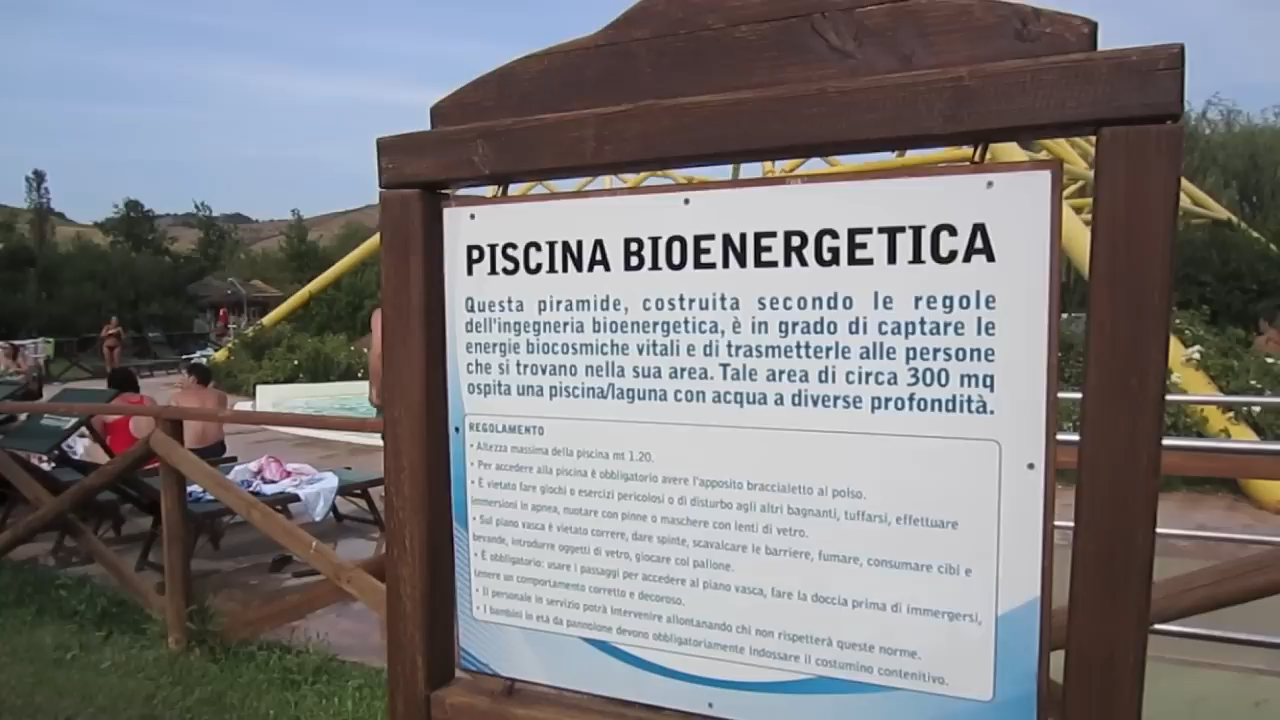 PISCINA BIOENERGETICA
Questa piramide, costruita secondo le regole
dell'ingegneria bioenergetica, è in grado di captare le
energie biocosmiche vitali e di trasmetterle alle persone
che si trovano nella sua area. Tale area di circa 300 mq
ospita una piscina/laguna con acqua a diverse profondità.
REGOLAMENTO
• Altezza massima della piscina mt 1.20.
• Per accedere alla piscina è obbligatorio avere l'apposito braccialetto al polso.
• È vietato fare giochi o esercizi pericolosi o di disturbo agli altri bagnanti, tuffarsi, effettuare
immersioni in apnea, nuotare con pinne o maschere con lenti di vetro.
• Sul piano vasca è vietato correre, dare spinte, scavalcare le barriere, fumare, consumare cibi e
bevande, introdurre oggetti di vetro, giocare col pallone.
• È obbligatorio: usare i passaggi per accedere al piano vasca, fare la doccia prima di immergersi,
tenere un comportamento corretto e decoroso.
• Il personale in servizio potrà intervenire allontanando chi non rispetterà queste norme.
• I bambini in età da pannolone devono obbligatoriamente indossare il costumino contenitivo.